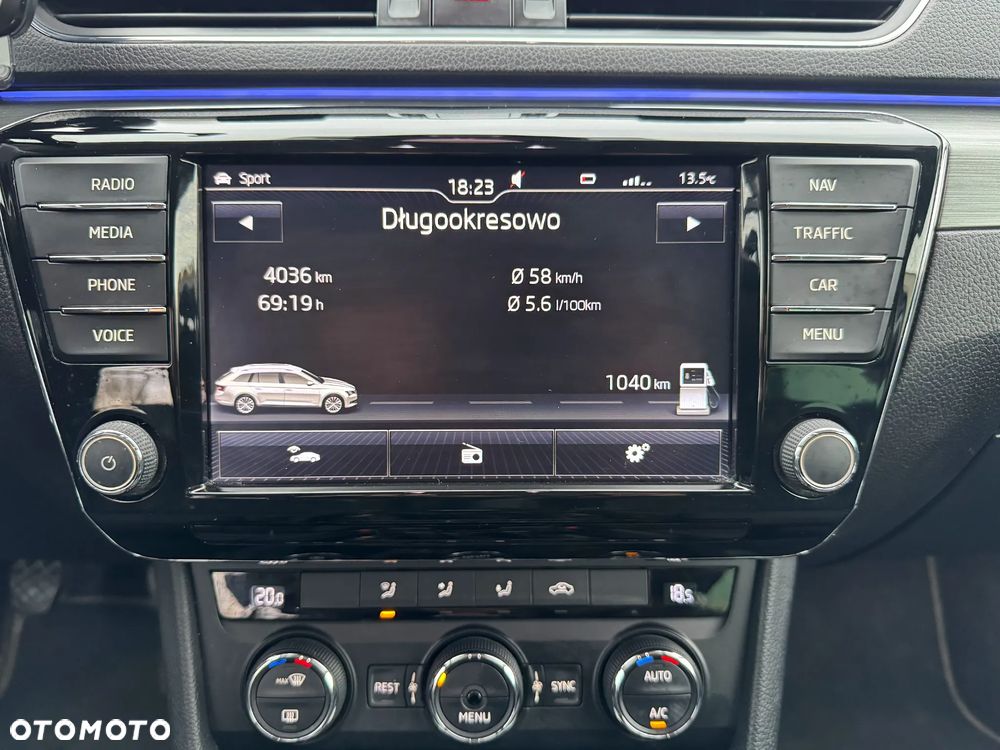 RADIO
MEDIA
PHONE
VOICE
Sport
18:23
13.5°C
Długookresowo
4036 km
69:19 h
Ø 58 km/h
Ø 5.6 l/100km
1040 km
NAV
TRAFFIC
CAR
MENU
20.0
18.5
MAX
REST
MENU
SYNC
AUTO
A/C
OTOMOTO